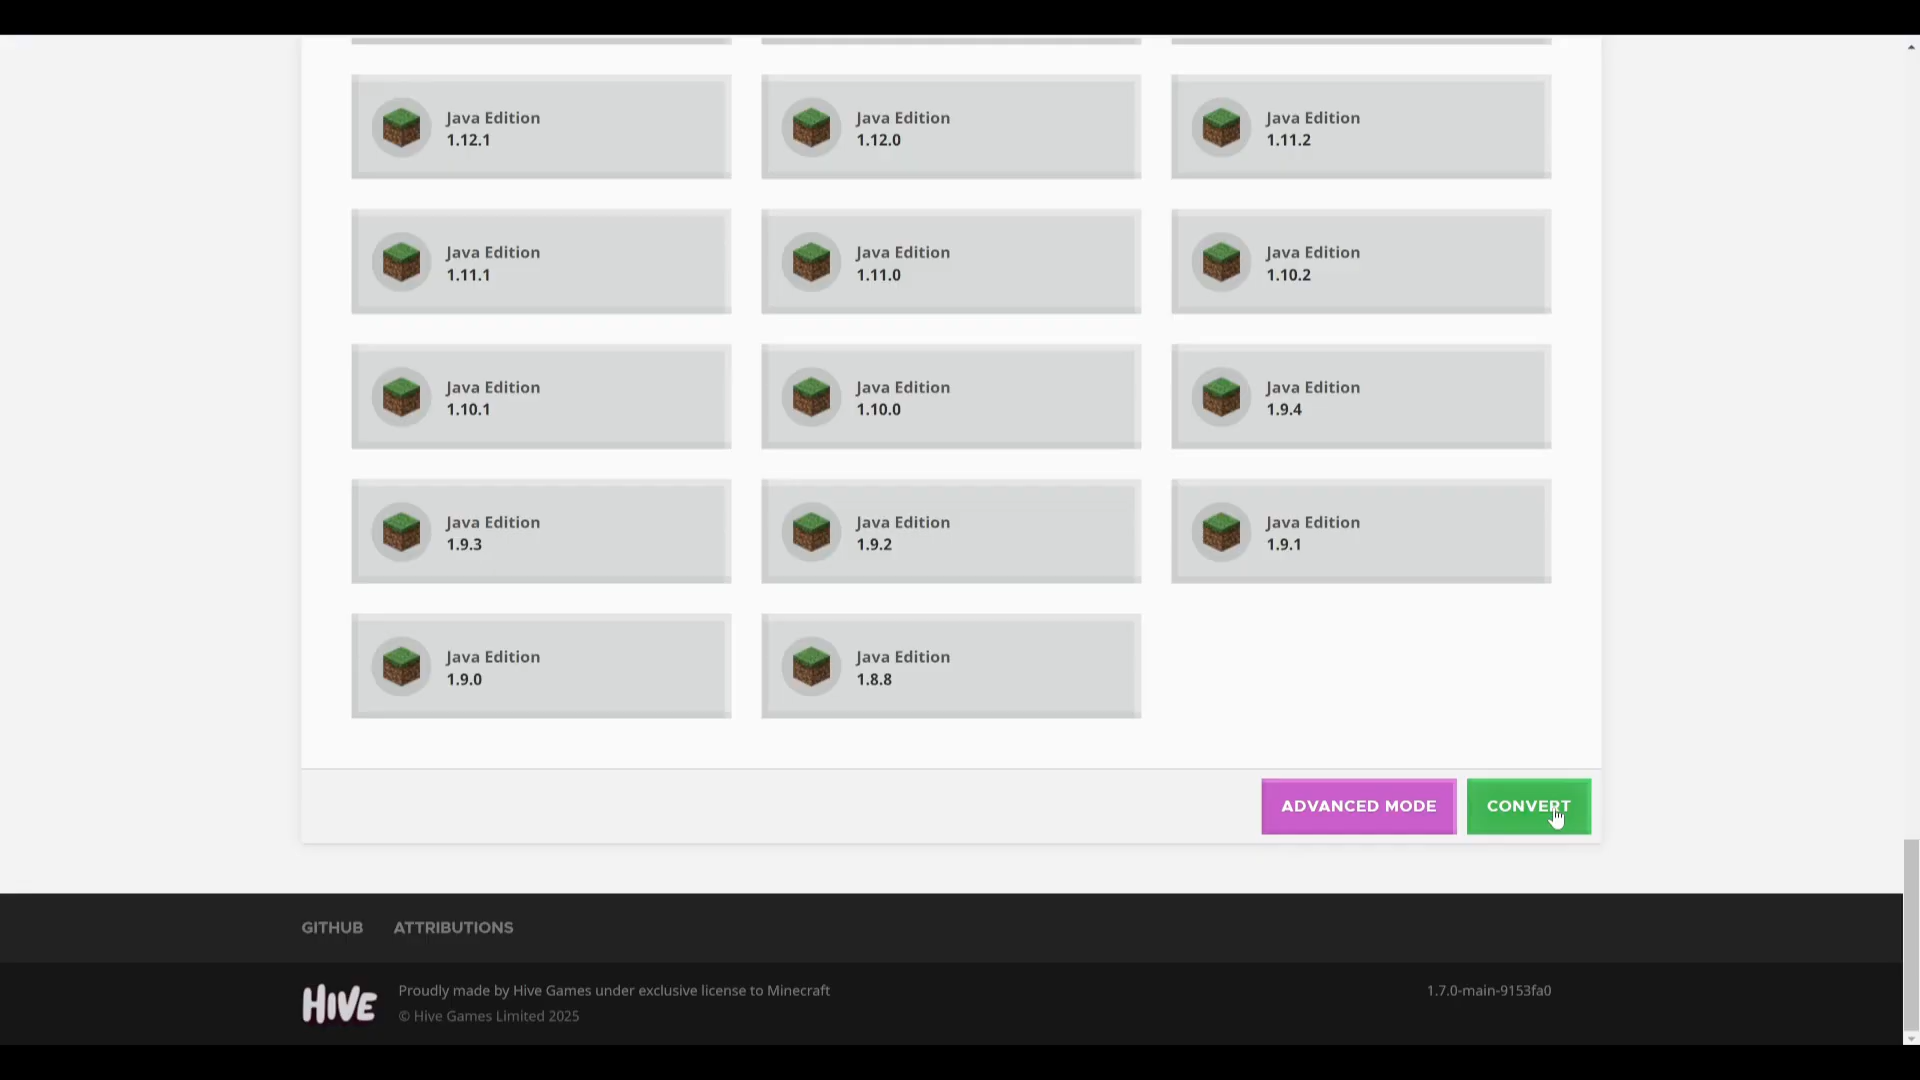 Java Edition
1.12.1
Java Edition
1.12.0
Java Edition
1.11.2
Java Edition
1.11.1
Java Edition
1.11.0
Java Edition
1.10.2
Java Edition
1.10.1
Java Edition
1.10.0
Java Edition
1.9.4
Java Edition
1.9.3
Java Edition
1.9.2
Java Edition
1.9.1
Java Edition
1.9.0
Java Edition
1.8.8
ADVANCED MODE
CONVERT
GITHUB
ATTRIBUTIONS
HIVE
Proudly made by Hive Games under exclusive license to Minecraft
© Hive Games Limited 2025
1.7.0-main-9153fa0